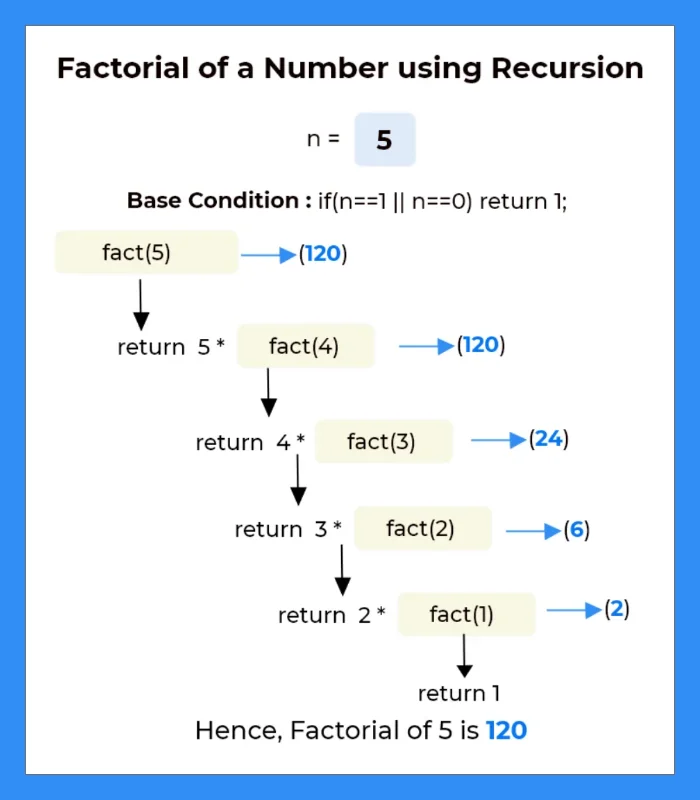 Factorial of a Number using Recursion
n = 5
Base Condition : if(n==1 || n==0) return 1;
fact(5) (120)
return 5 * fact(4) (120)
return 4 * fact(3) (24)
return 3 * fact(2) (6)
return 2 * fact(1) (2)
return 1
Hence, Factorial of 5 is 120